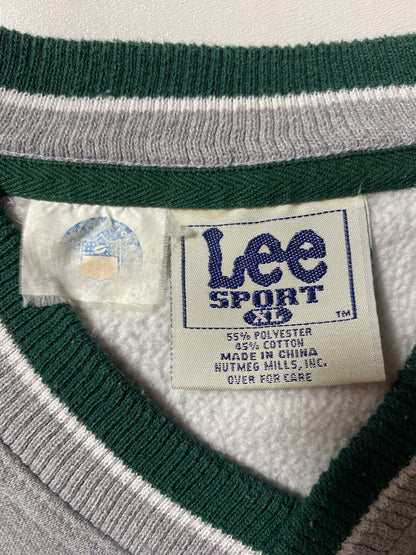 Lee
SPORT
XL
TM
55% POLYESTER
45% COTTON
MADE IN CHINA
NUTMEG MILLS, INC.
OVER FOR CARE